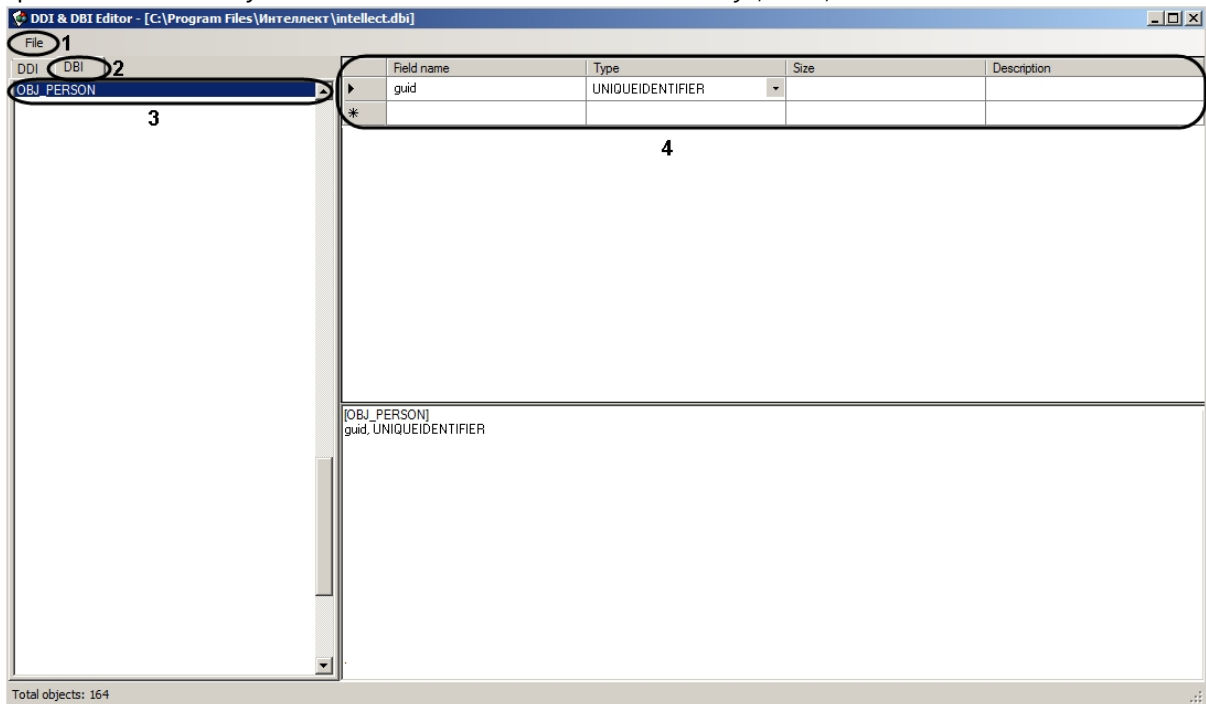 DDI & DBI Editor - [C:\Program Files\Интеллект\intellect.dbi]
File 1
DDI DBI 2
OBJ_PERSON
3
Field name Type Size Description
guid UNIQUEIDENTIFIER
*
4
[OBJ_PERSON]
guid, UNIQUEIDENTIFIER
Total objects: 164